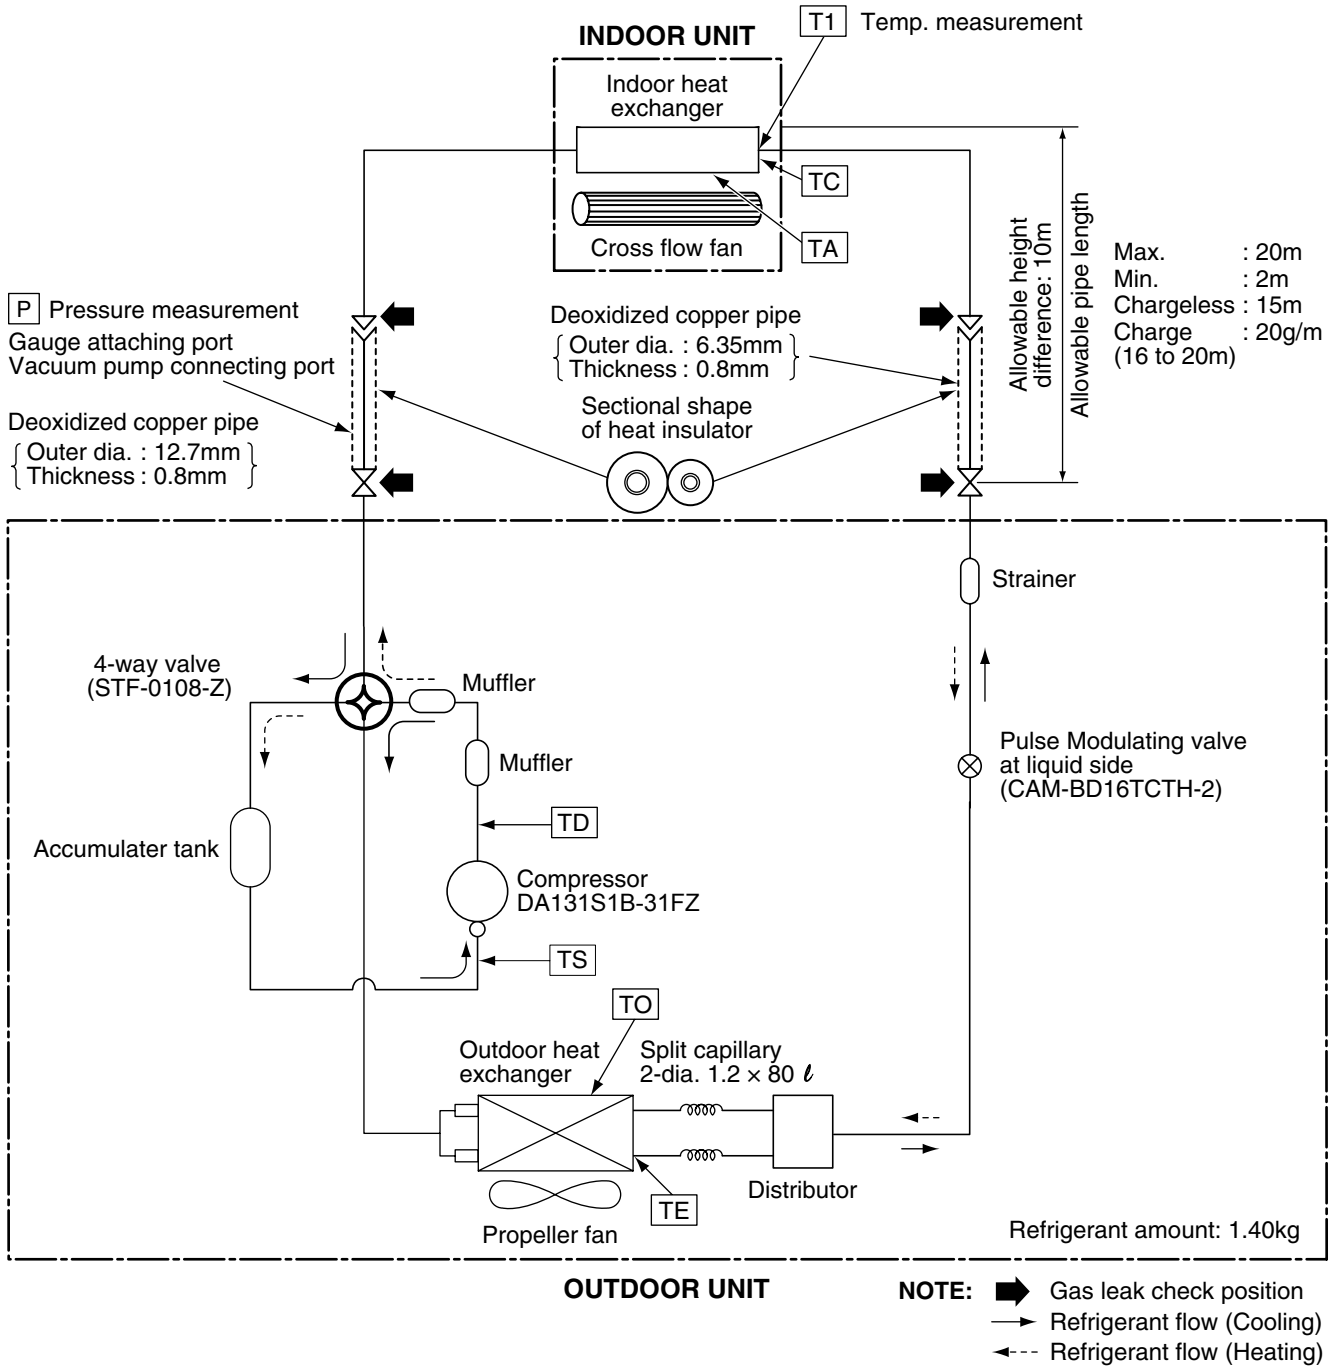 T1 Temp. measurement
INDOOR UNIT
Indoor heat
exchanger
TC
Cross flow fan
TA
Allowable height
difference: 10m
Allowable pipe length
Max. : 20m
Min. : 2m
Chargeless : 15m
Charge : 20g/m
(16 to 20m)
P Pressure measurement
Gauge attaching port
Vacuum pump connecting port
Deoxidized copper pipe
Outer dia. : 12.7mm
Thickness : 0.8mm
Deoxidized copper pipe
Outer dia. : 6.35mm
Thickness : 0.8mm
Sectional shape
of heat insulator
Strainer
4-way valve
(STF-0108-Z)
Muffler
Muffler
Pulse Modulating valve
at liquid side
(CAM-BD16TCTH-2)
TD
Accumulater tank
Compressor
DA131S1B-31FZ
TS
TO
Outdoor heat
exchanger
Split capillary
2-dia. 1.2 × 80 ℓ
TE
Distributor
Propeller fan
Refrigerant amount: 1.40kg
OUTDOOR UNIT
NOTE: Gas leak check position
Refrigerant flow (Cooling)
Refrigerant flow (Heating)